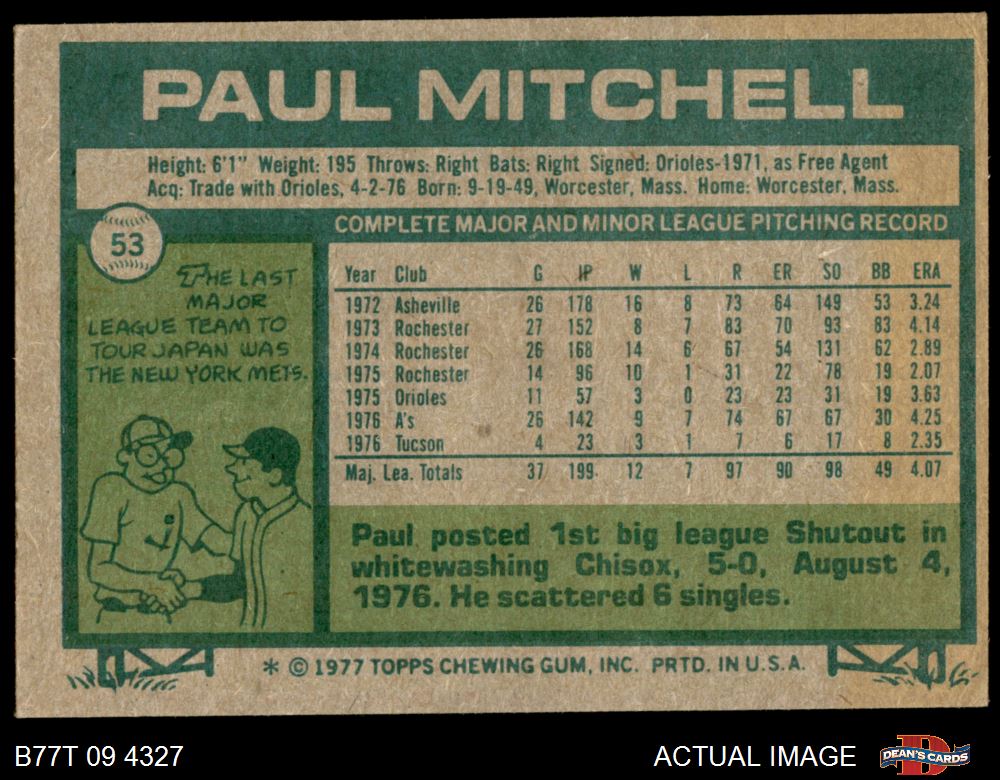 PAUL MITCHELL
Height: 6'1" Weight: 195 Throws: Right Bats: Right Signed: Orioles-1971, as Free Agent
Acq: Trade with Orioles, 4-2-76 Born: 9-19-49, Worcester, Mass. Home: Worcester, Mass.
53
THE LAST
MAJOR
LEAGUE TEAM TO
TOUR JAPAN WAS
THE NEW YORK METS.
COMPLETE MAJOR AND MINOR LEAGUE PITCHING RECORD
Year Club G IP W L R ER SO BB ERA
1972 Asheville 26 178 16 8 73 64 149 53 3.24
1973 Rochester 27 152 8 7 83 70 93 83 4.14
1974 Rochester 26 168 14 6 67 54 131 62 2.89
1975 Rochester 14 96 10 1 31 22 78 19 2.07
1975 Orioles 11 57 3 0 23 23 31 19 3.63
1976 A's 26 142 9 7 74 67 67 30 4.25
1976 Tucson 4 23 3 1 7 6 17 8 2.35
Maj. Lea. Totals 37 199 12 7 97 90 98 49 4.07
Paul posted 1st big league Shutout in
whitewashing Chisox, 5-0, August 4,
1976. He scattered 6 singles.
* © 1977 TOPPS CHEWING GUM, INC. PRTD. IN U.S.A.
B77T 09 4327
ACTUAL IMAGE
DEAN'S CARDS